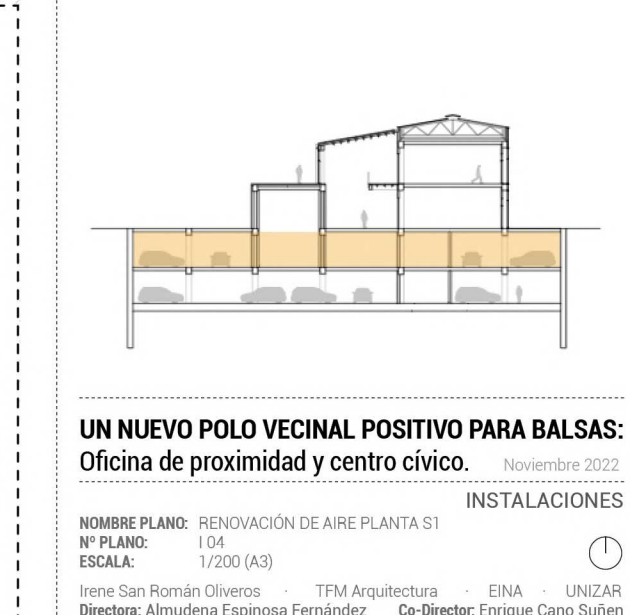 UN NUEVO POLO VECINAL POSITIVO PARA BALSAS:
Oficina de proximidad y centro cívico. Noviembre 2022
INSTALACIONES
NOMBRE PLANO: RENOVACIÓN DE AIRE PLANTA S1
Nº PLANO: I 04
ESCALA: 1/200 (A3)
Irene San Román Oliveros · TFM Arquitectura · EINA · UNIZAR
Directora: Almudena Espinosa Fernández Co-Director: Enrique Cano Suñen